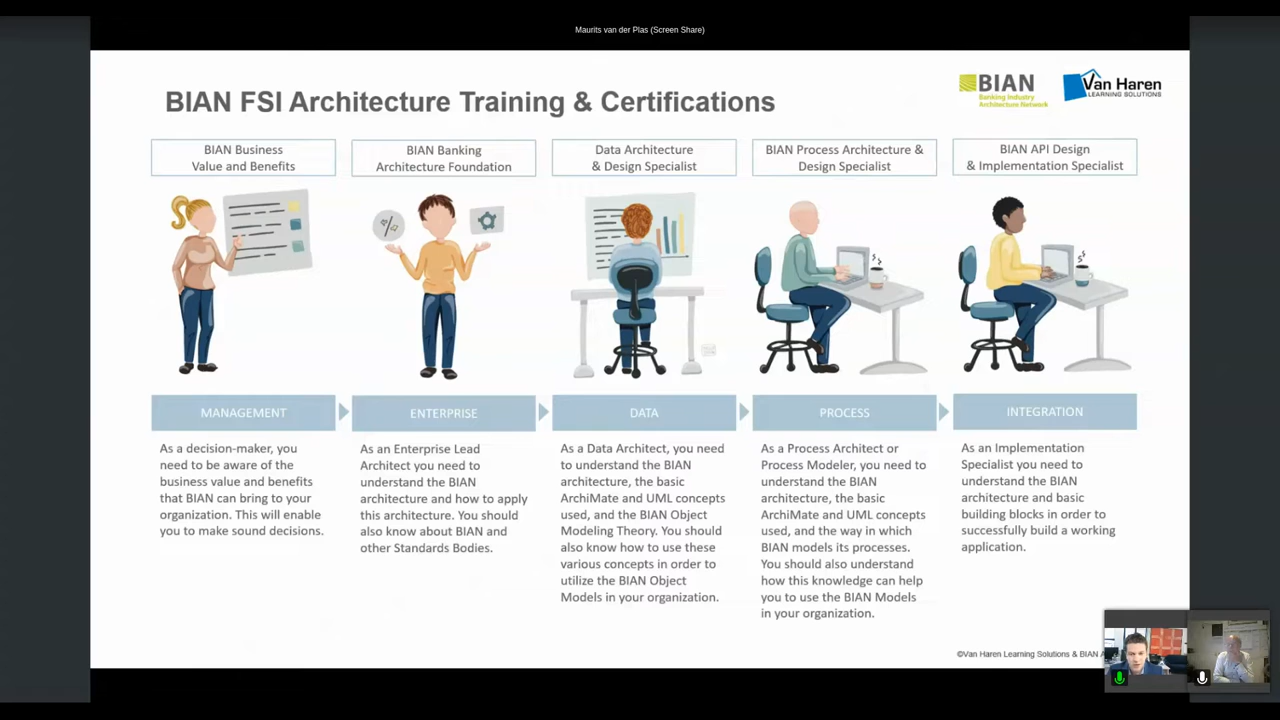 Maurits van der Plas (Screen Share)
BIAN FSI Architecture Training & Certifications
BIAN
Banking Industry
Architecture Network
Van Haren
LEARNING SOLUTIONS
BIAN Business
Value and Benefits
BIAN Banking
Architecture Foundation
Data Architecture
& Design Specialist
BIAN Process Architecture &
Design Specialist
BIAN API Design
& Implementation Specialist
MANAGEMENT
As a decision-maker, you
need to be aware of the
business value and benefits
that BIAN can bring to your
organization. This will enable
you to make sound decisions.
ENTERPRISE
As an Enterprise Lead
Architect you need to
understand the BIAN
architecture and how to apply
this architecture. You should
also know about BIAN and
other Standards Bodies.
DATA
As a Data Architect, you need
to understand the BIAN
architecture, the basic
ArchiMate and UML concepts
used, and the BIAN Object
Modeling Theory. You should
also know how to use these
various concepts in order to
utilize the BIAN Object
Models in your organization.
PROCESS
As a Process Architect or
Process Modeler, you need to
understand the BIAN
architecture, the basic
ArchiMate and UML concepts
used, and the way in which
BIAN models its processes.
You should also understand
how this knowledge can help
you to use the BIAN Models
in your organization.
INTEGRATION
As an Implementation
Specialist you need to
understand the BIAN
architecture and basic
building blocks in order to
successfully build a working
application.
©Van Haren Learning Solutions & BIAN